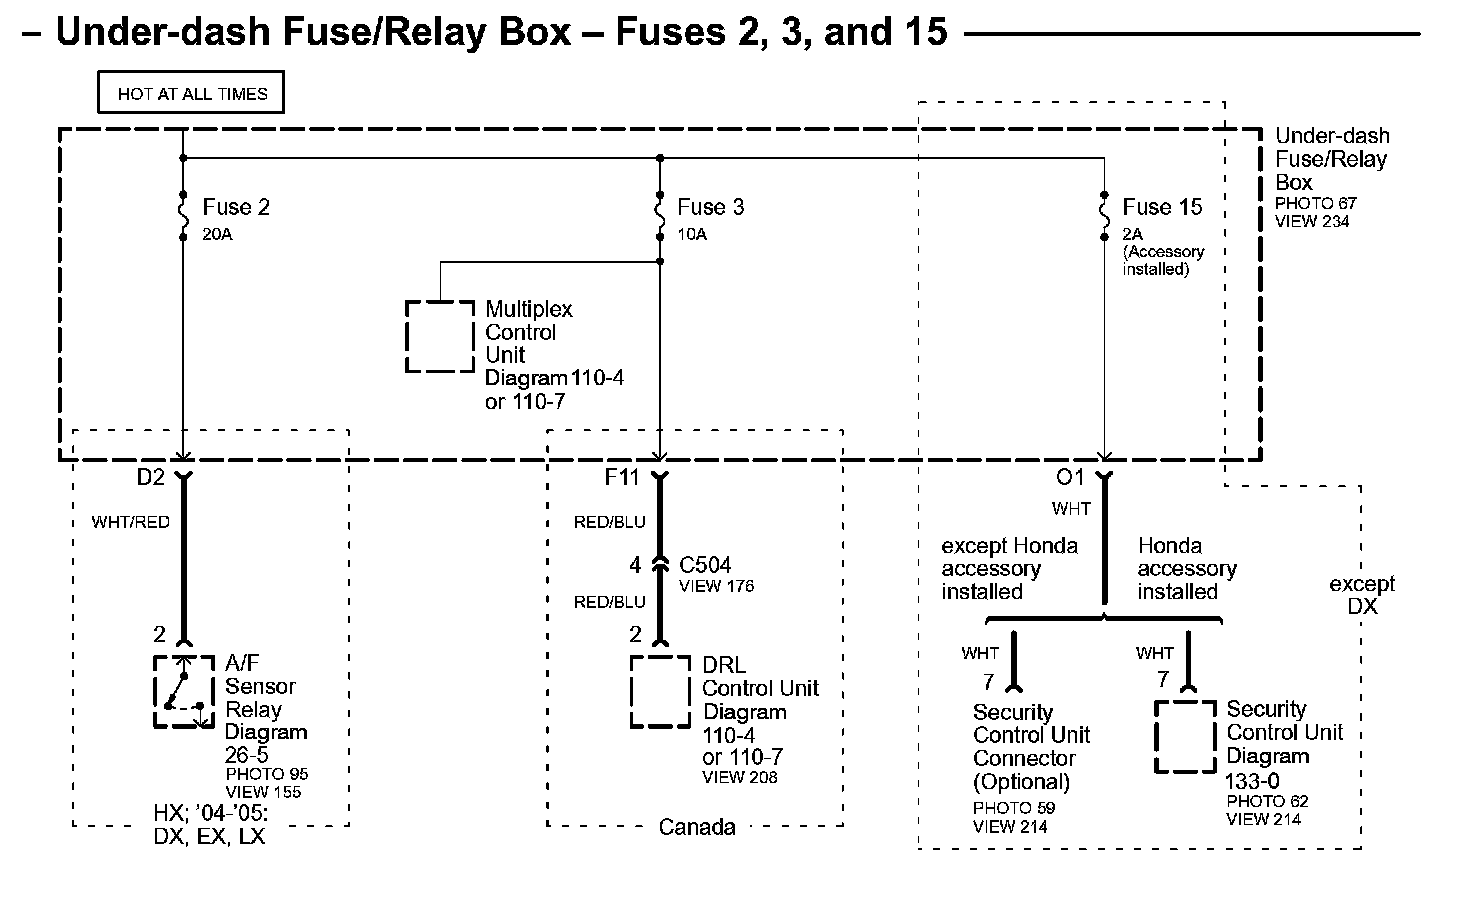 – Under-dash Fuse/Relay Box – Fuses 2, 3, and 15
HOT AT ALL TIMES
Under-dash
Fuse/Relay
Box
PHOTO 67
VIEW 234
Fuse 2
20A
Fuse 3
10A
Fuse 15
2A
(Accessory
installed)
Multiplex
Control
Unit
Diagram 110-4
or 110-7
D2
WHT/RED
2
A/F
Sensor
Relay
Diagram
26-5
PHOTO 95
VIEW 155
HX; '04-'05:
DX, EX, LX
F11
RED/BLU
4
C504
VIEW 176
RED/BLU
2
DRL
Control Unit
Diagram
110-4
or 110-7
VIEW 208
Canada
O1
WHT
except Honda
accessory
installed
Honda
accessory
installed
except
DX
WHT
7
Security
Control Unit
Connector
(Optional)
PHOTO 59
VIEW 214
WHT
7
Security
Control Unit
Diagram
133-0
PHOTO 62
VIEW 214